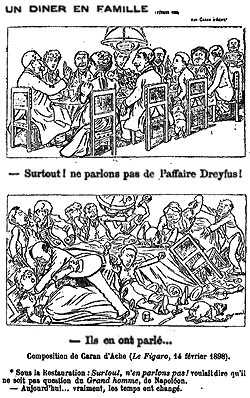 UN DINER EN FAMILLE
PAR CARAN D'ACHE
— Surtout! ne parlons pas de l'affaire Dreyfus!
— Ils en ont parlé...
Composition de Caran d'Ache (Le Figaro, 14 février 1898).
* Sous la Restauration : Surtout, n'en parlons pas! voulait dire qu'il
ne soit pas question du Grand homme, de Napoléon.
— Aujourd'hui... vraiment, les temps ont changé.